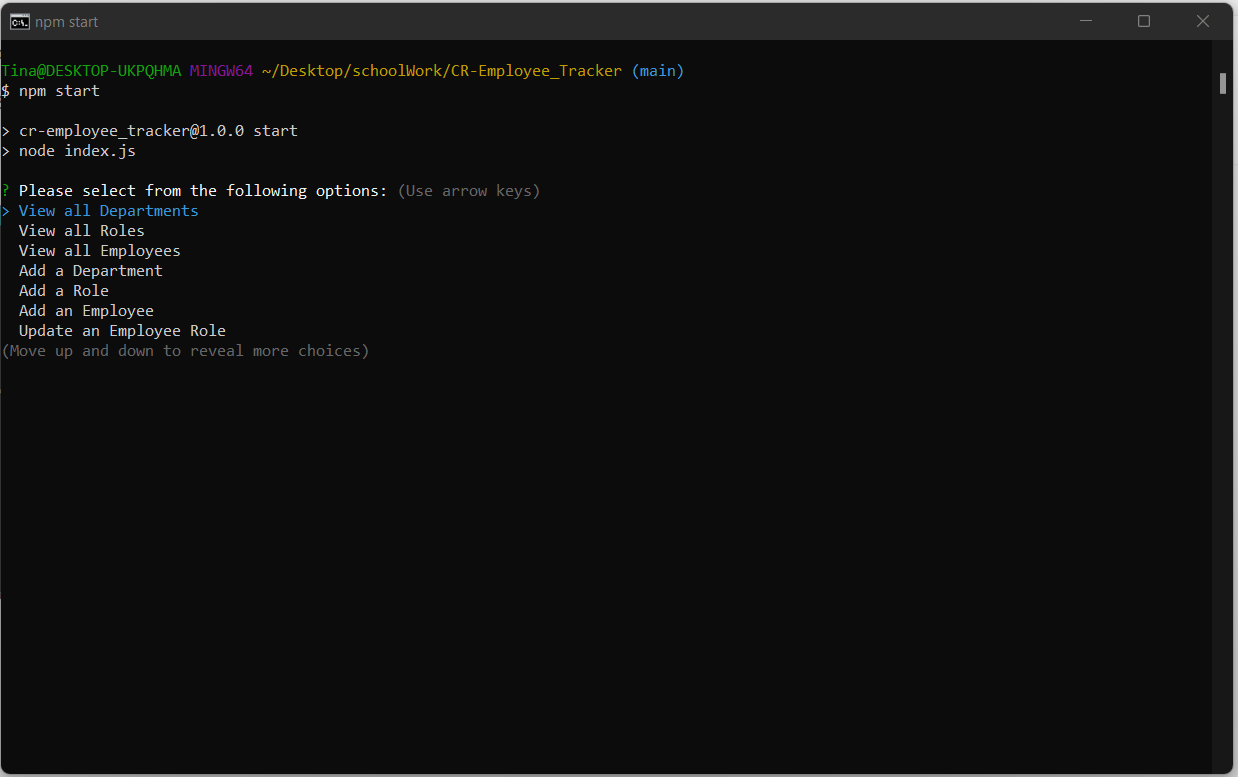 npm start
Tina@DESKTOP-UKPQHMA MINGW64 ~/Desktop/schoolWork/CR-Employee_Tracker (main)
$ npm start
> cr-employee_tracker@1.0.0 start
> node index.js
? Please select from the following options: (Use arrow keys)
> View all Departments
View all Roles
View all Employees
Add a Department
Add a Role
Add an Employee
Update an Employee Role
(Move up and down to reveal more choices)